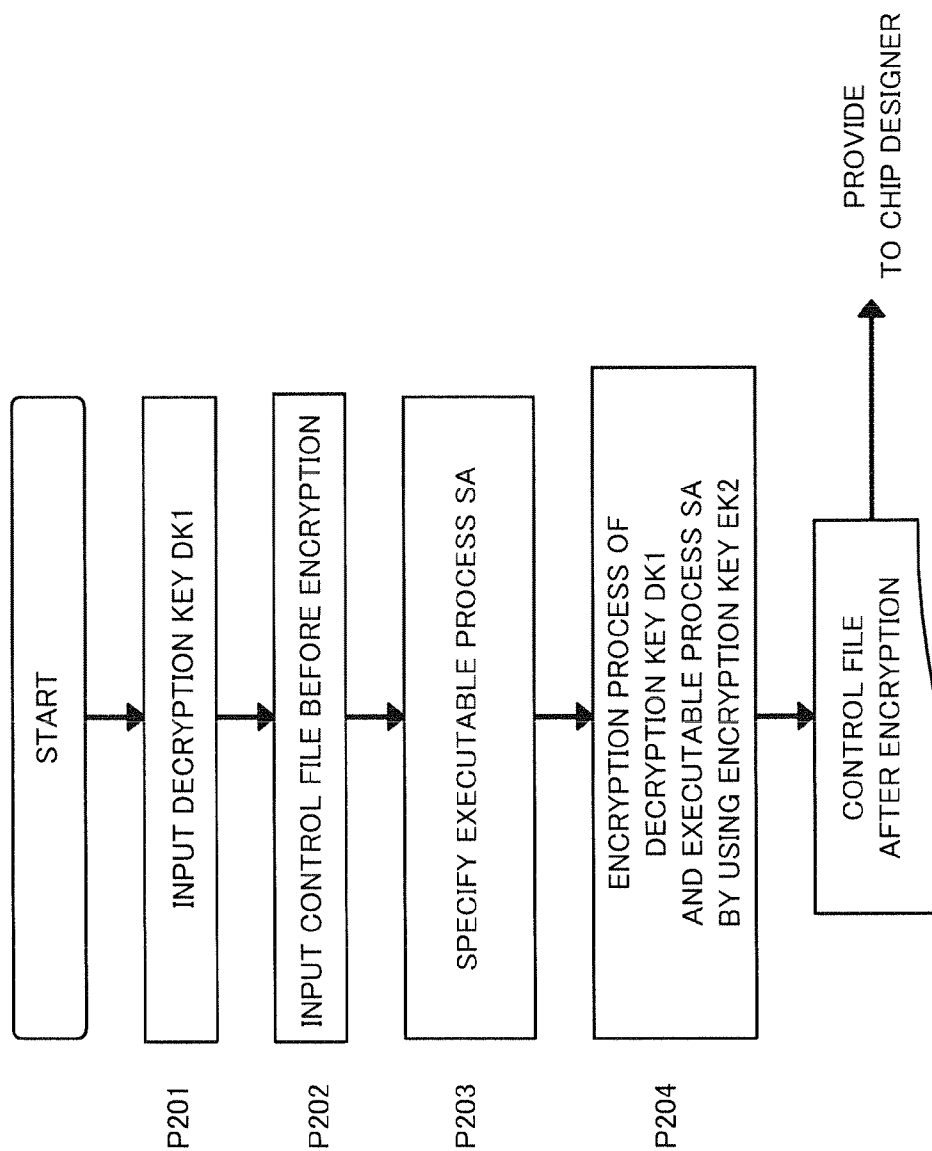 START
P201
INPUT DECRYPTION KEY DK1
P202
INPUT CONTROL FILE BEFORE ENCRYPTION
P203
SPECIFY EXECUTABLE PROCESS SA
P204
ENCRYPTION PROCESS OF
DECRYPTION KEY DK1
AND EXECUTABLE PROCESS SA
BY USING ENCRYPTION KEY EK2
CONTROL FILE
AFTER ENCRYPTION
PROVIDE
TO CHIP DESIGNER